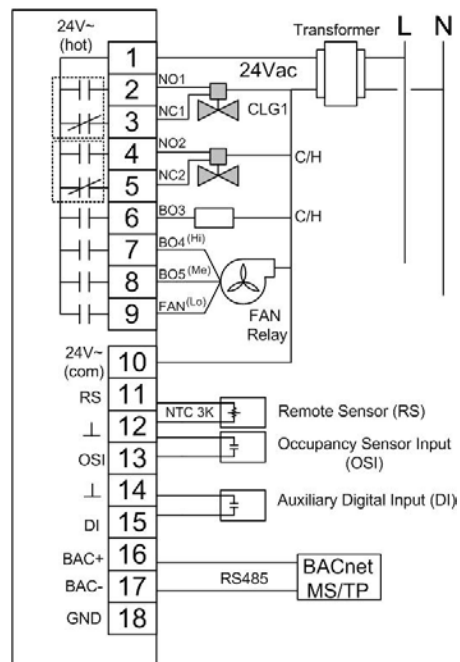 24V~
(hot)
Transformer
L
N
1
24Vac
2
NO1
3
NC1
CLG1
4
NO2
5
NC2
C/H
6
BO3
C/H
7
BO4(Hi)
8
BO5(Me)
9
FAN(Lo)
FAN
Relay
24V~
(com)
10
RS
11
NTC 3K
Remote Sensor (RS)
⊥
12
OSI
13
Occupancy Sensor Input
(OSI)
⊥
14
DI
15
Auxiliary Digital Input (DI)
BAC+
16
BAC-
17
RS485
BACnet
MS/TP
GND
18